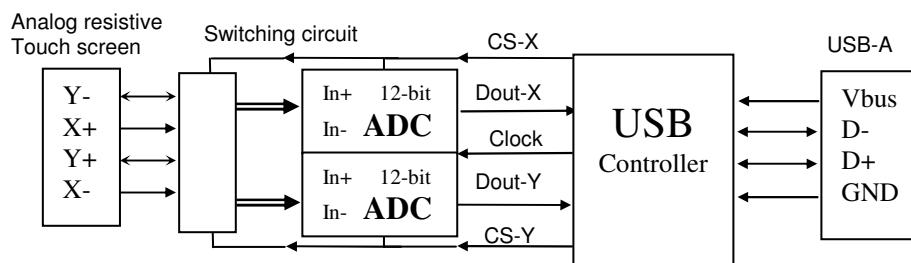 Analog resistive
Touch screen
Switching circuit
CS-X
USB-A
Y-
X+
Y+
X-
In+ 12-bit
In- ADC
In+ 12-bit
In- ADC
Dout-X
Clock
Dout-Y
CS-Y
USB
Controller
Vbus
D-
D+
GND